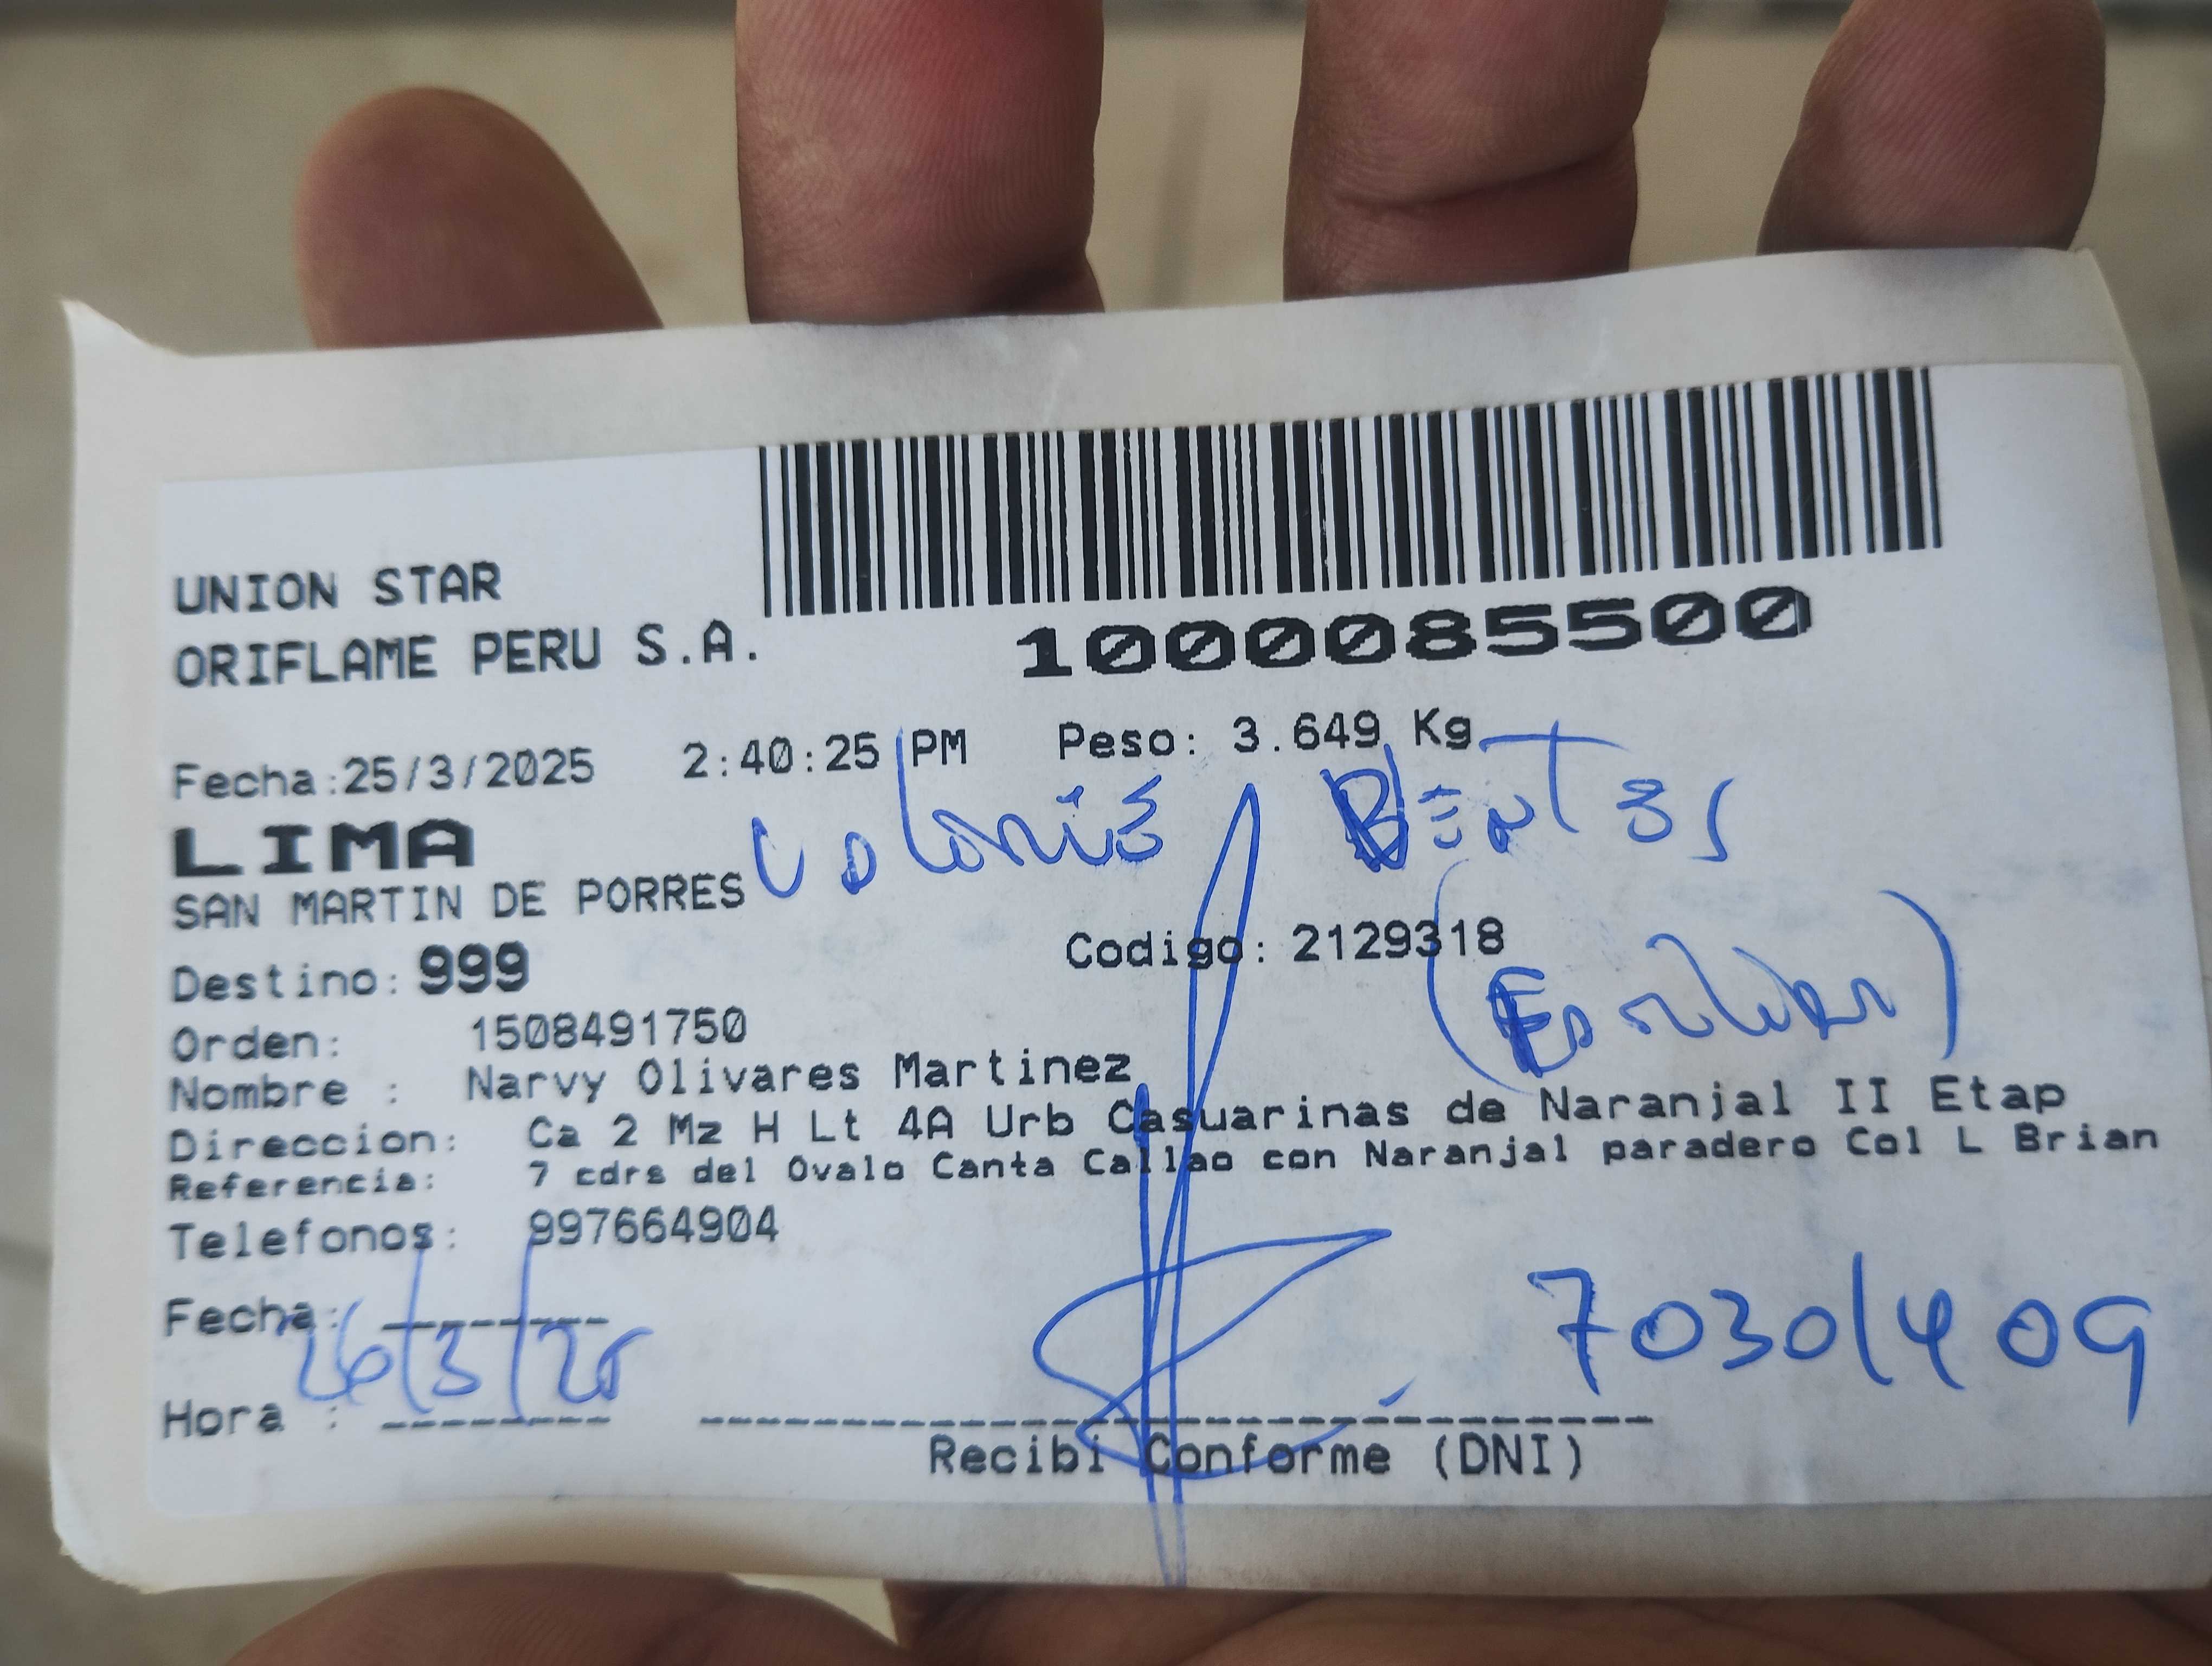 UNION STAR
ORIFLAME PERU S.A.
1000085500
Fecha:25/3/2025 2:40:25 PM Peso: 3.649 Kg
LIMA
SAN MARTIN DE PORRES
Destino: 999 Codigo: 2129318
Orden: 1508491750
Nombre : Narvy Olivares Martinez
Direccion: Ca 2 Mz H Lt 4A Urb Casuarinas de Naranjal II Etap
Referencia: 7 cdrs del Ovalo Canta Callao con Naranjal paradero Col L Brian
Telefonos: 997664904
Fecha: 26/3/25
70301409
Hora :
Recibi Conforme (DNI)